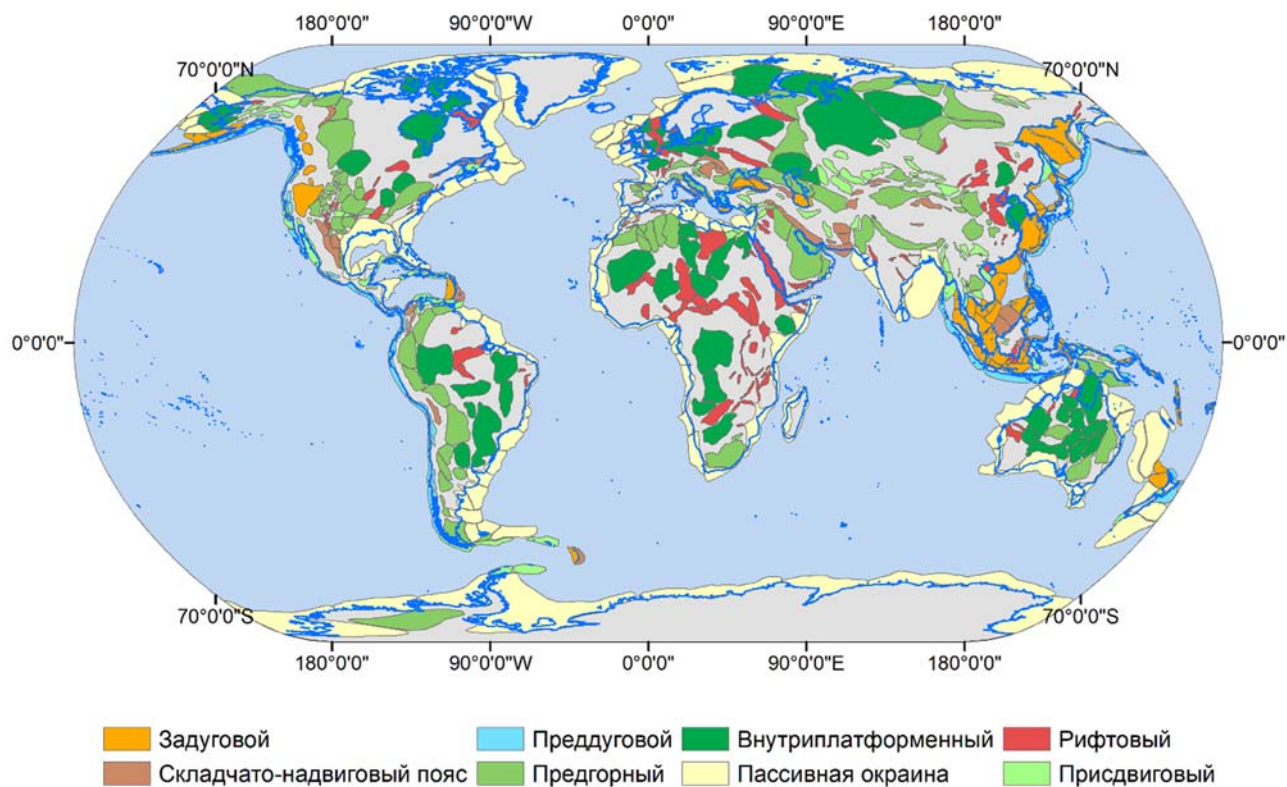 180°0'0" 90°0'0"W 0°0'0" 90°0'0"E 180°0'0"
70°0'0"N 70°0'0"N
0°0'0" 0°0'0"
70°0'0"S 70°0'0"S
180°0'0" 90°0'0"W 0°0'0" 90°0'0"E 180°0'0"
Задуговой Преддуговой Внутриплатформенный Рифтовый
Складчато-надвиговый пояс Предгорный Пассивная окраина Присдвиговый